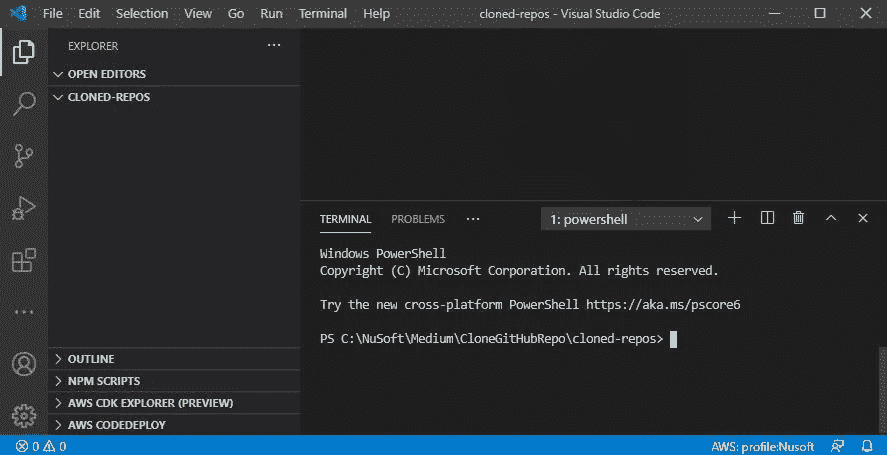 File Edit Selection View Go Run Terminal Help cloned-repos - Visual Studio Code
EXPLORER
OPEN EDITORS
CLONED-REPOS
OUTLINE
NPM SCRIPTS
AWS CDK EXPLORER (PREVIEW)
AWS CODEDEPLOY
TERMINAL PROBLEMS 1: powershell
Windows PowerShell
Copyright (C) Microsoft Corporation. All rights reserved.
Try the new cross-platform PowerShell https://aka.ms/pscore6
PS C:\NuSoft\Medium\CloneGitHubRepo\cloned-repos>
0 0 AWS: profile:Nusoft